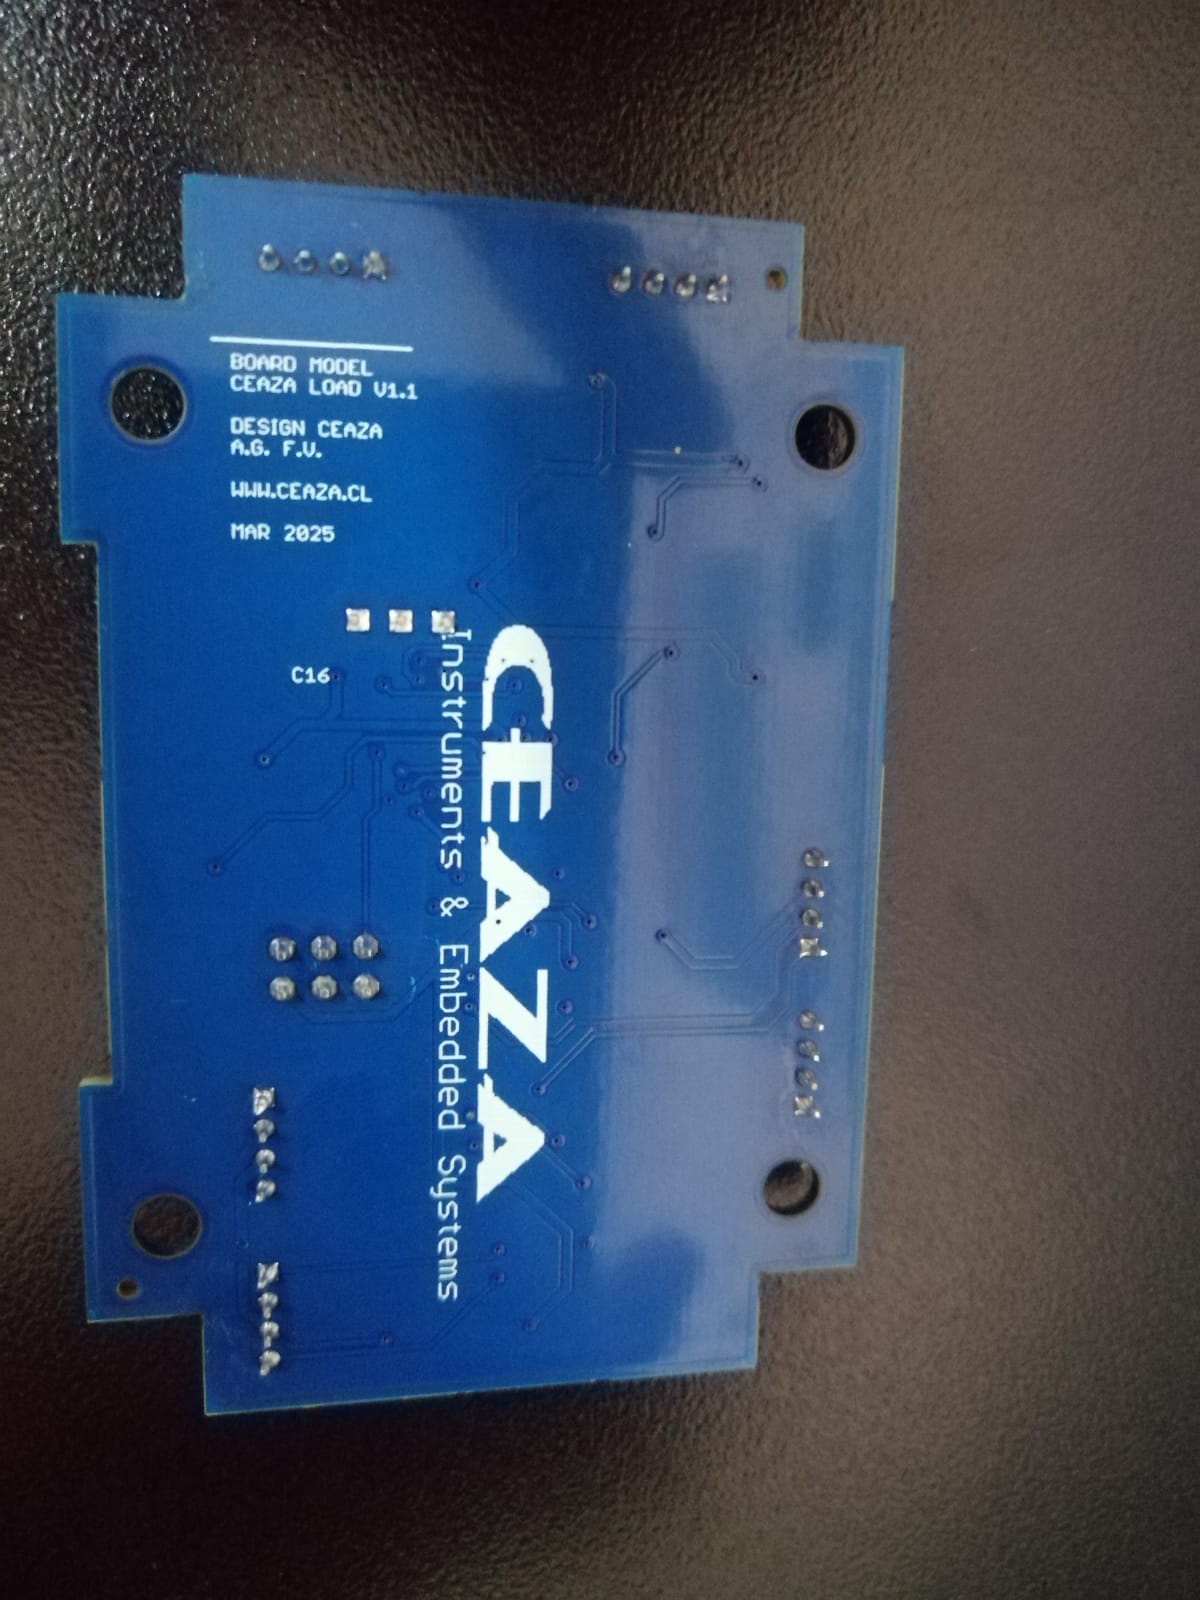 BOARD MODEL
CEAZA LOAD V1.1
DESIGN CEAZA
A.G. F.V.
WWW.CEAZA.CL
MAR 2025
C16
CEAZA
Instruments & Embedded Systems